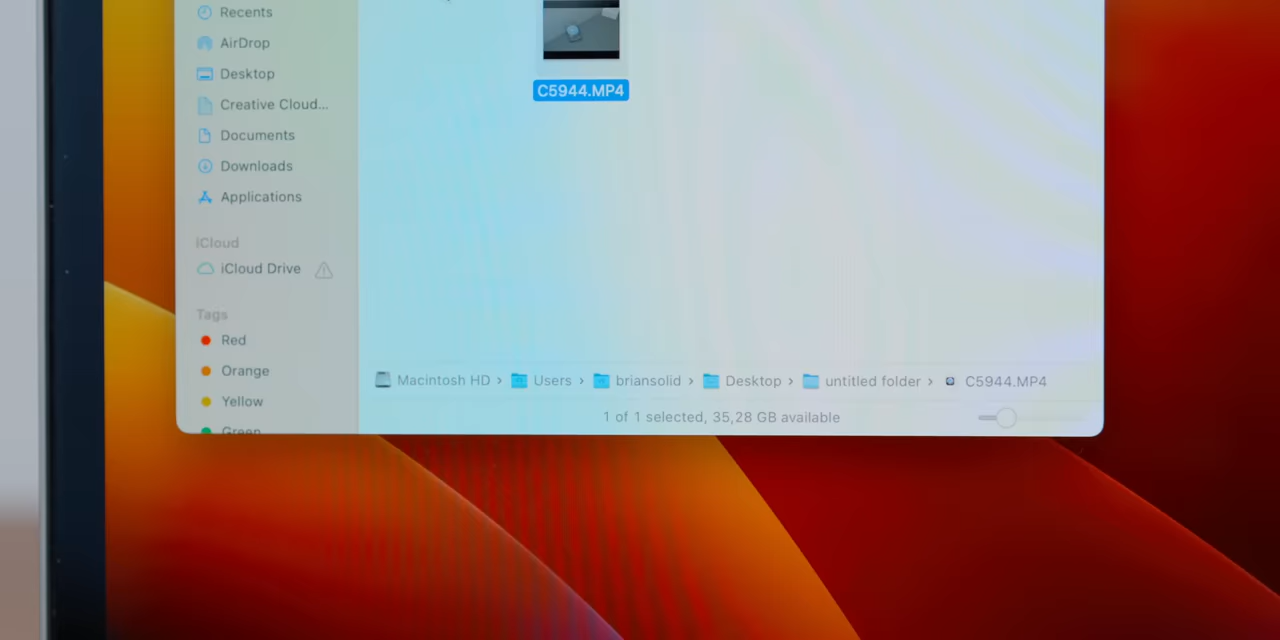 Recents
AirDrop
Desktop
Creative Cloud...
Documents
Downloads
Applications
iCloud
iCloud Drive
Tags
Red
Orange
Yellow
Green
C5944.MP4
Macintosh HD › Users › briansolid › Desktop › untitled folder › C5944.MP4
1 of 1 selected, 35,28 GB available